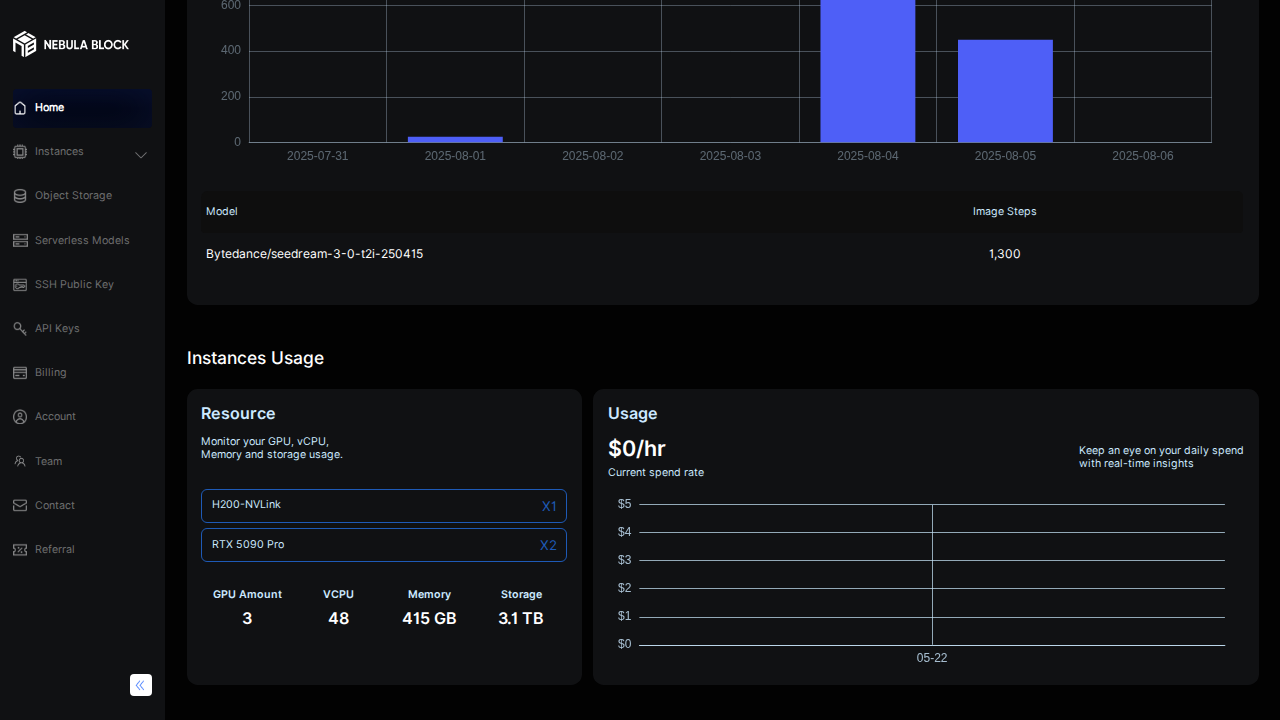 NEBULA BLOCK
Home
Instances
Object Storage
Serverless Models
SSH Public Key
API Keys
Billing
Account
Team
Contact
Referral
600
400
200
0
2025-07-31 2025-08-01 2025-08-02 2025-08-03 2025-08-04 2025-08-05 2025-08-06
Model Image Steps
Bytedance/seedream-3-0-t2i-250415 1,300
Instances Usage
Resource
Monitor your GPU, vCPU,
Memory and storage usage.
H200-NVLink X1
RTX 5090 Pro X2
GPU Amount VCPU Memory Storage
3 48 415 GB 3.1 TB
Usage
$0/hr
Current spend rate
Keep an eye on your daily spend
with real-time insights
$5
$4
$3
$2
$1
$0
05-22